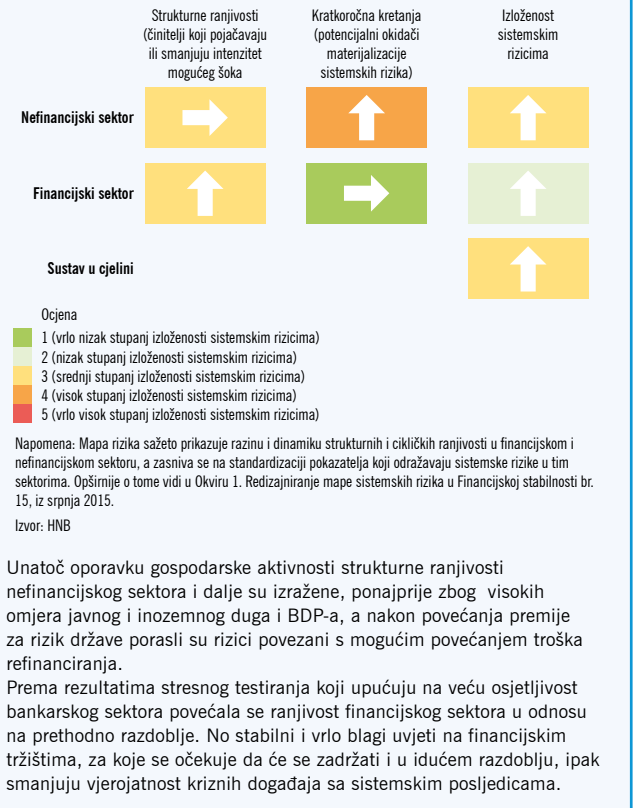 Strukturne ranjivosti
(činitelji koji pojačavaju
ili smanjuju intenzitet
mogućeg šoka
Kratkoročna kretanja
(potencijalni okidači
materijalizacije
sistemskih rizika)
Izloženost
sistemskim
rizicima
Nefinancijski sektor
Financijski sektor
Sustav u cjelini
Ocjena
1 (vrlo nizak stupanj izloženosti sistemskim rizicima)
2 (nizak stupanj izloženosti sistemskim rizicima)
3 (srednji stupanj izloženosti sistemskim rizicima)
4 (visok stupanj izloženosti sistemskim rizicima)
5 (vrlo visok stupanj izloženosti sistemskim rizicima)
Napomena: Mapa rizika sažeto prikazuje razinu i dinamiku strukturnih i cikličkih ranjivosti u financijskom i
nefinancijskom sektoru, a zasniva se na standardizaciji pokazatelja koji odražavaju sistemske rizike u tim
sektorima. Opširnije o tome vidi u Okviru 1. Redizajniranje mape sistemskih rizika u Financijskoj stabilnosti br.
15, iz srpnja 2015.
Izvor: HNB
Unatoč oporavku gospodarske aktivnosti strukturne ranjivosti
nefinancijskog sektora i dalje su izražene, ponajprije zbog visokih
omjera javnog i inozemnog duga i BDP-a, a nakon povećanja premije
za rizik države porasli su rizici povezani s mogućim povećanjem troška
refinanciranja.
Prema rezultatima stresnog testiranja koji upućuju na veću osjetljivost
bankarskog sektora povećala se ranjivost financijskog sektora u odnosu
na prethodno razdoblje. No stabilni i vrlo blagi uvjeti na financijskim
tržištima, za koje se očekuje da će se zadržati i u idućem razdoblju, ipak
smanjuju vjerojatnost kriznih događaja sa sistemskim posljedicama.